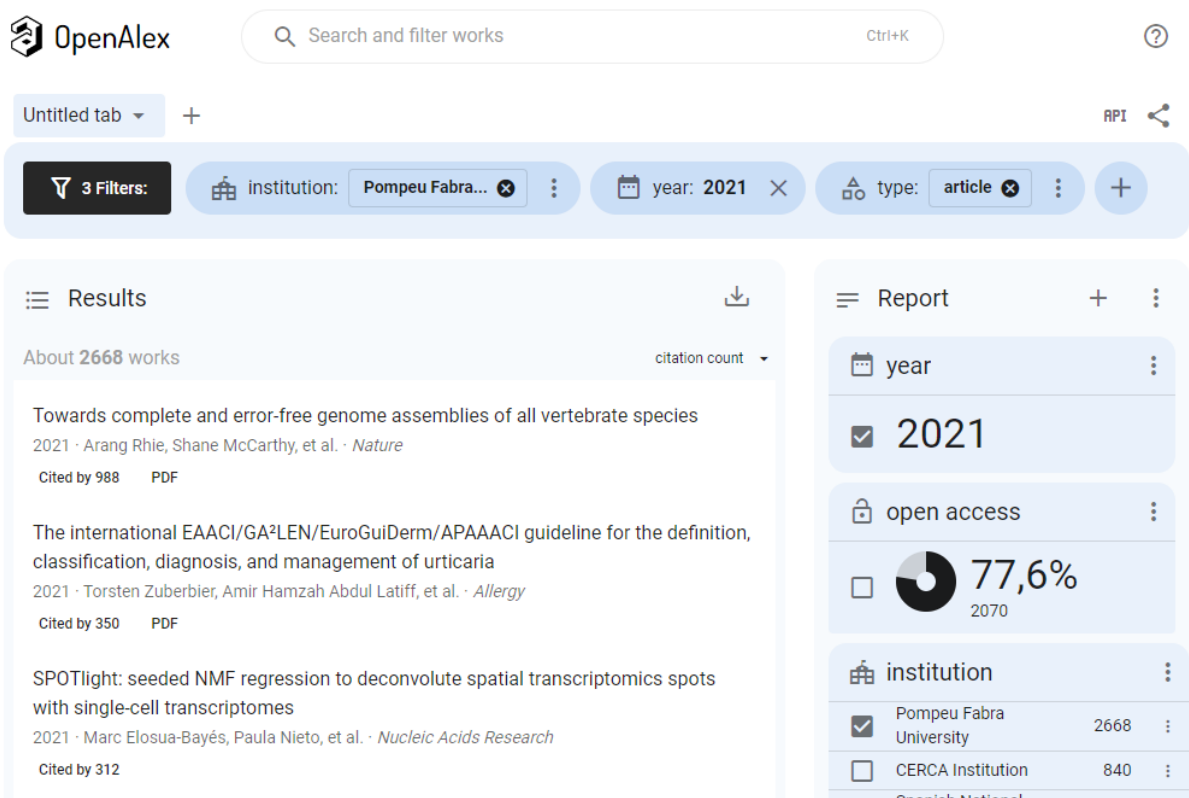 OpenAlex
Search and filter works
Ctrl+K
Untitled tab
API
3 Filters:
institution: Pompeu Fabra...
year: 2021
type: article
Results
About 2668 works
citation count
Towards complete and error-free genome assemblies of all vertebrate species
2021 · Arang Rhie, Shane McCarthy, et al. · Nature
Cited by 988 PDF
The international EAACI/GA²LEN/EuroGuiDerm/APAAACI guideline for the definition,
classification, diagnosis, and management of urticaria
2021 · Torsten Zuberbier, Amir Hamzah Abdul Latiff, et al. · Allergy
Cited by 350 PDF
SPOTlight: seeded NMF regression to deconvolute spatial transcriptomics spots
with single-cell transcriptomes
2021 · Marc Elosua-Bayés, Paula Nieto, et al. · Nucleic Acids Research
Cited by 312
Report
year
2021
open access
77,6%
2070
institution
Pompeu Fabra
University
2668
CERCA Institution 840
Spanish National